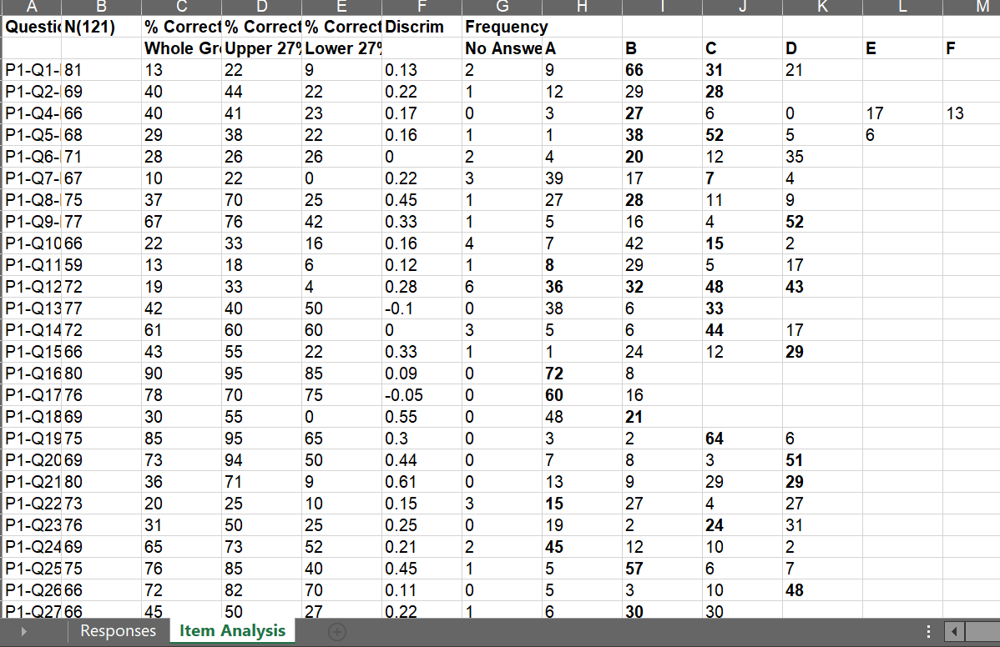 A B C D E F G H I J K L M
Questic N(121) % Correct % Correct % Correct Discrim Frequency
Whole Gr Upper 27% Lower 27% No Answe A B C D E F
P1-Q1- 81 13 22 9 0.13 2 9 66 31 21
P1-Q2- 69 40 44 22 0.22 1 12 29 28
P1-Q4- 66 40 41 23 0.17 0 3 27 6 0 17 13
P1-Q5- 68 29 38 22 0.16 1 1 38 52 5 6
P1-Q6- 71 28 26 26 0 2 4 20 12 35
P1-Q7- 67 10 22 0 0.22 3 39 17 7 4
P1-Q8- 75 37 70 25 0.45 1 27 28 11 9
P1-Q9- 77 67 76 42 0.33 1 5 16 4 52
P1-Q10 66 22 33 16 0.16 4 7 42 15 2
P1-Q11 59 13 18 6 0.12 1 8 29 5 17
P1-Q12 72 19 33 4 0.28 6 36 32 48 43
P1-Q13 77 42 40 50 -0.1 0 38 6 33
P1-Q14 72 61 60 60 0 3 5 6 44 17
P1-Q15 66 43 55 22 0.33 1 1 24 12 29
P1-Q16 80 90 95 85 0.09 0 72 8
P1-Q17 76 78 70 75 -0.05 0 60 16
P1-Q18 69 30 55 0 0.55 0 48 21
P1-Q19 75 85 95 65 0.3 0 3 2 64 6
P1-Q20 69 73 94 50 0.44 0 7 8 3 51
P1-Q21 80 36 71 9 0.61 0 13 9 29 29
P1-Q22 73 20 25 10 0.15 3 15 27 4 27
P1-Q23 76 31 50 25 0.25 0 19 2 24 31
P1-Q24 69 65 73 52 0.21 2 45 12 10 2
P1-Q25 75 76 85 40 0.45 1 5 57 6 7
P1-Q26 66 72 82 70 0.11 0 5 3 10 48
P1-Q27 66 45 50 27 0.22 1 6 30 30
Responses Item Analysis